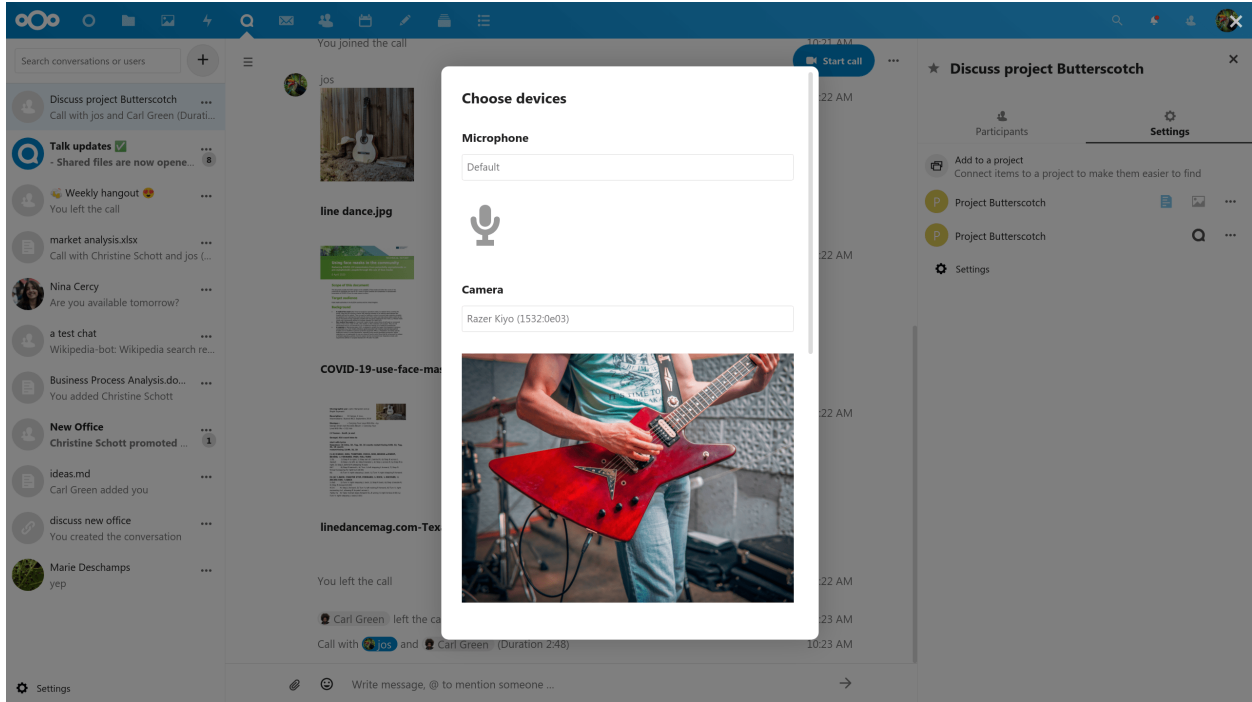 Search conversations or users
Discuss project Butterscotch
Call with jos and Carl Green (Durati...
Talk updates ✅
- Shared files are now opene...
8
👋 Weekly hangout 😍
You left the call
market analysis.xlsx
Call with Christine Schott and jos (...
Nina Cercy
Are you available tomorrow?
a test chat
Wikipedia-bot: Wikipedia search re...
Business Process Analysis.do...
You added Christine Schott
New Office
Christine Schott promoted ...
1
ideas.md
Carl Green added you
discuss new office
You created the conversation
Marie Deschamps
yep
Settings
You joined the call
10:21 AM
Start call
jos
:22 AM
line dance.jpg
:22 AM
COVID-19-use-face-mas
:22 AM
linedancemag.com-Tex
You left the call
:22 AM
Carl Green left the ca
:23 AM
Call with jos and Carl Green (Duration 2:48)
10:23 AM
Write message, @ to mention someone ...
Choose devices
Microphone
Default
Camera
Razer Kiyo (1532:0e03)
Discuss project Butterscotch
Participants
Settings
Add to a project
Connect items to a project to make them easier to find
P
Project Butterscotch
P
Project Butterscotch
Settings